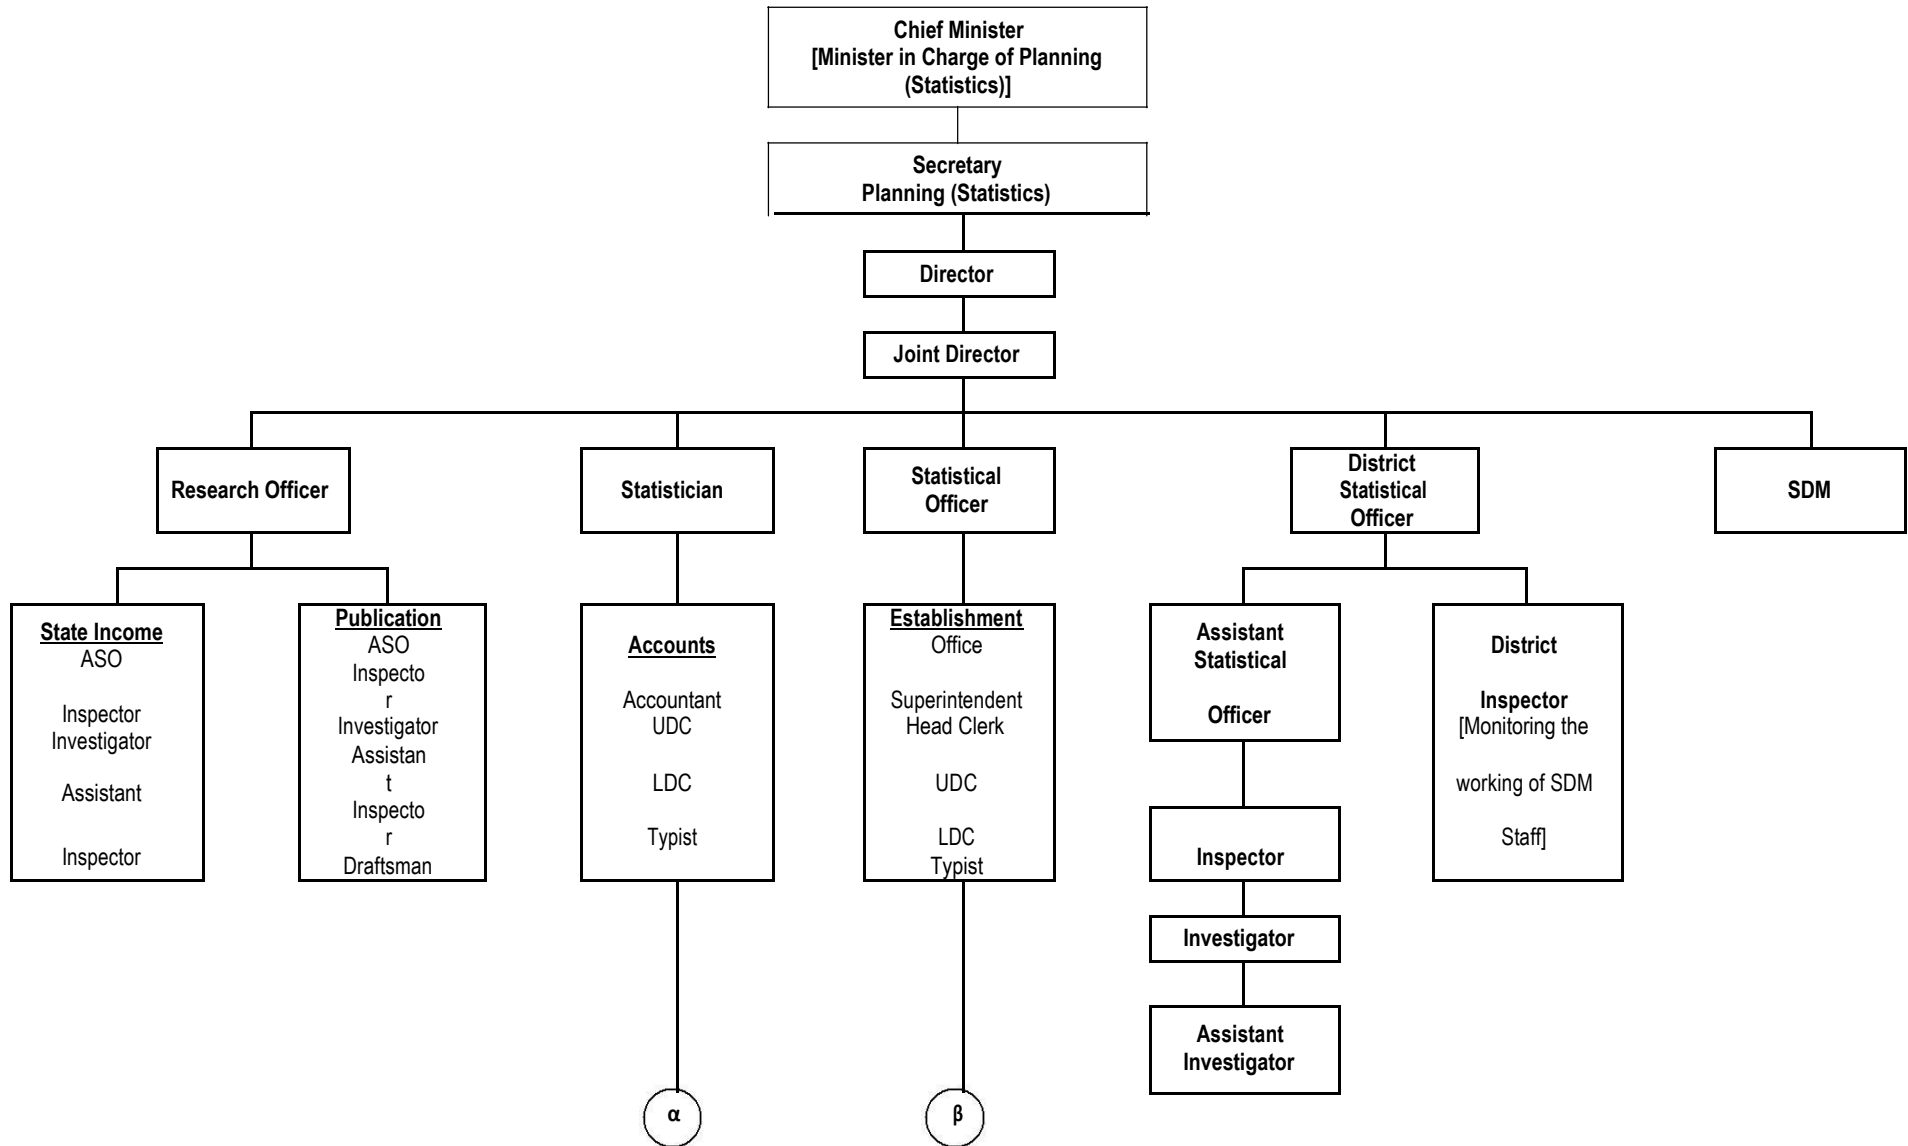 Chief Minister
[Minister in Charge of Planning
(Statistics)]
Secretary
Planning (Statistics)
Director
Joint Director
Research Officer
Statistician
Statistical
Officer
District
Statistical
Officer
SDM
State Income
ASO
Inspector
Investigator
Assistant
Inspector
Publication
ASO
Inspecto
r
Investigator
Assistan
t
Inspecto
r
Draftsman
Accounts
Accountant
UDC
LDC
Typist
Establishment
Office
Superintendent
Head Clerk
UDC
LDC
Typist
Assistant
Statistical
Officer
District
Inspector
[Monitoring the
working of SDM
Staff]
Inspector
Investigator
Assistant
Investigator
α
β